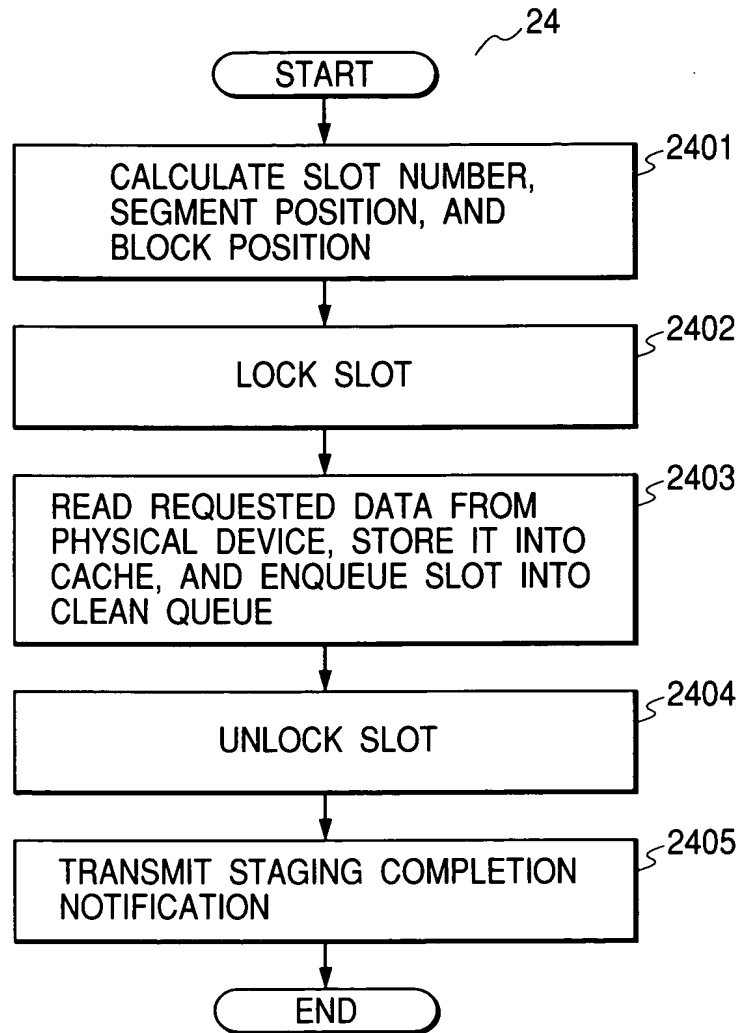 24
START
2401
CALCULATE SLOT NUMBER,
SEGMENT POSITION, AND
BLOCK POSITION
2402
LOCK SLOT
2403
READ REQUESTED DATA FROM
PHYSICAL DEVICE, STORE IT INTO
CACHE, AND ENQUEUE SLOT INTO
CLEAN QUEUE
2404
UNLOCK SLOT
2405
TRANSMIT STAGING COMPLETION
NOTIFICATION
END